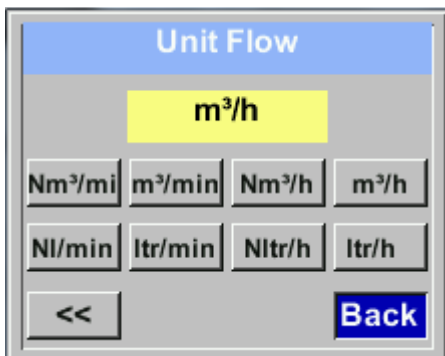 Unit Flow
m³/h
Nm³/mi m³/min Nm³/h m³/h
Nl/min ltr/min Nltr/h ltr/h
<< Back